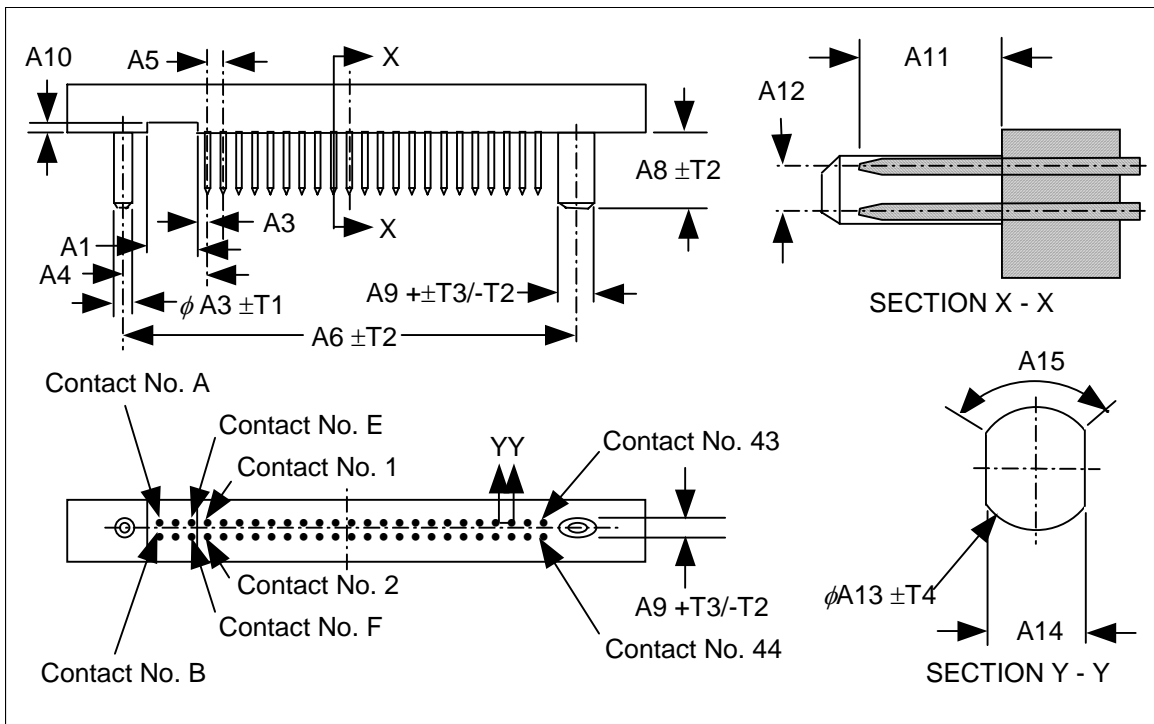 A10
A5
X
A11
A12
A8 ±T2
A3
X
A1
A4
ϕ A3 ±T1
A9 +±T3/-T2
SECTION X - X
A6 ±T2
A15
Contact No. A
Contact No. E
YY
Contact No. 43
Contact No. 1
Contact No. 2
A9 +T3/-T2
ϕA13 ±T4
Contact No. F
Contact No. 44
A14
Contact No. B
SECTION Y - Y